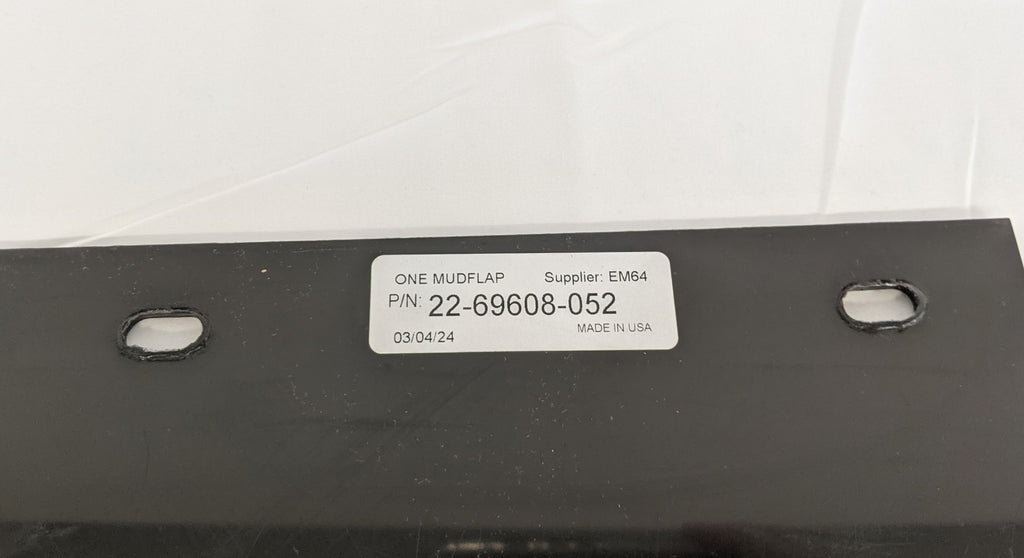 ONE MUDFLAP Supplier: EM64
P/N: 22-69608-052
03/04/24 MADE IN USA